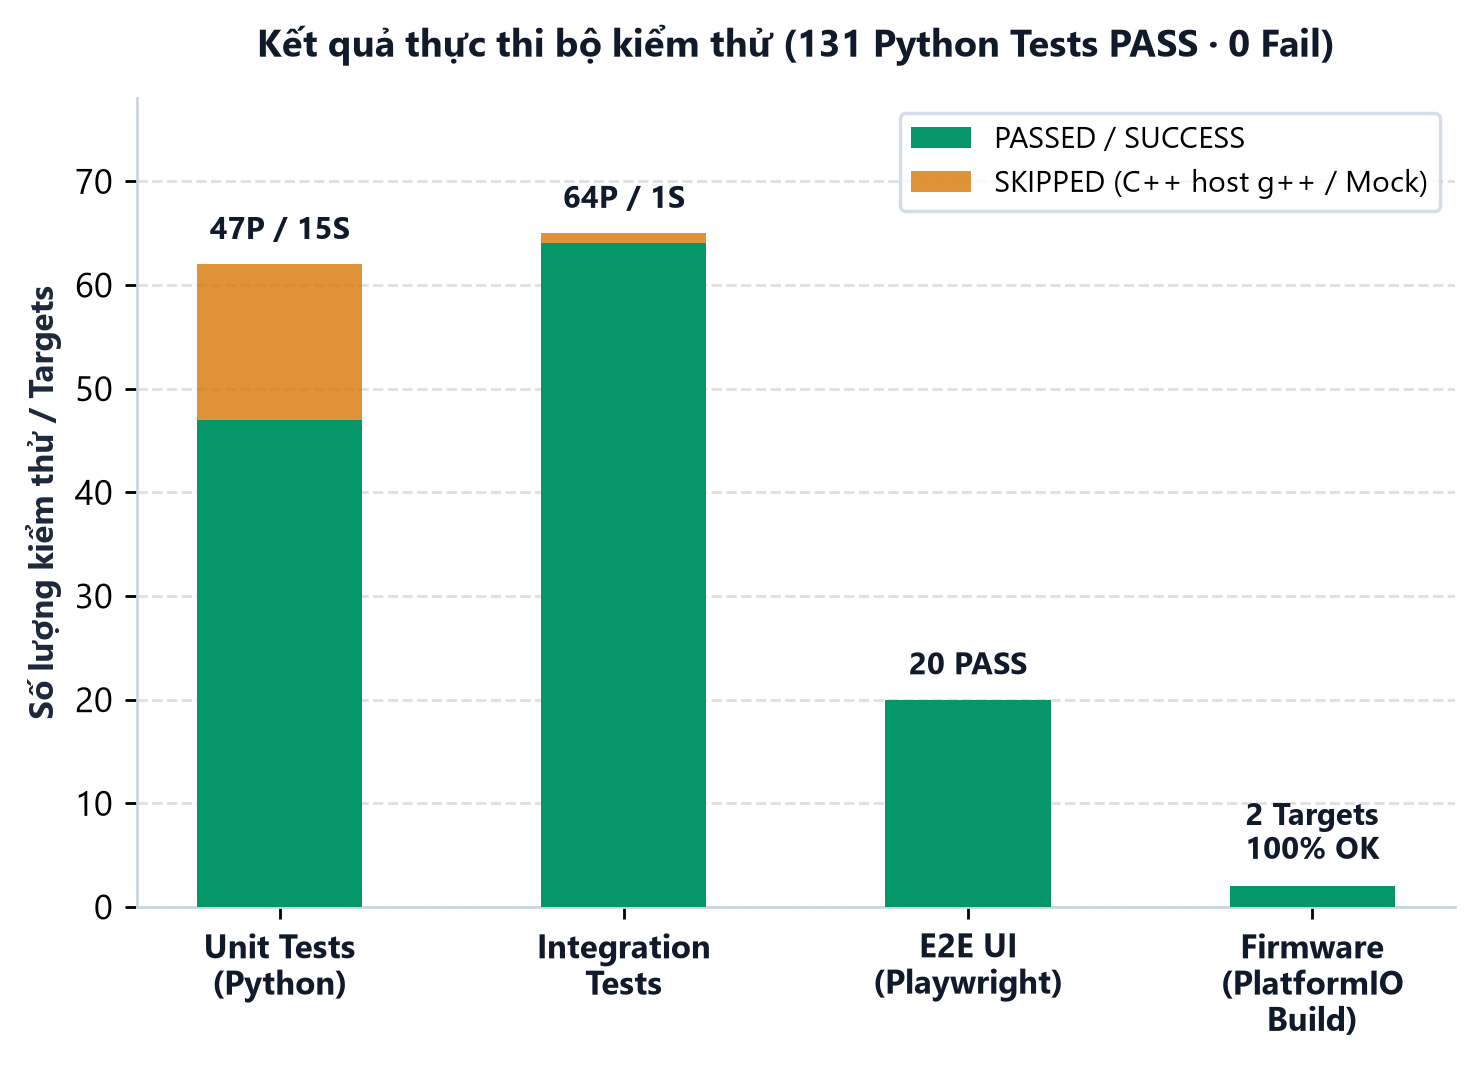 Kết quả thực thi bộ kiểm thử (131 Python Tests PASS · 0 Fail)
PASSED / SUCCESS
SKIPPED (C++ host g++ / Mock)
Số lượng kiểm thử / Targets
70
60
50
40
30
20
10
0
47P / 15S
64P / 1S
20 PASS
2 Targets
100% OK
Unit Tests
(Python)
Integration
Tests
E2E UI
(Playwright)
Firmware
(PlatformIO
Build)